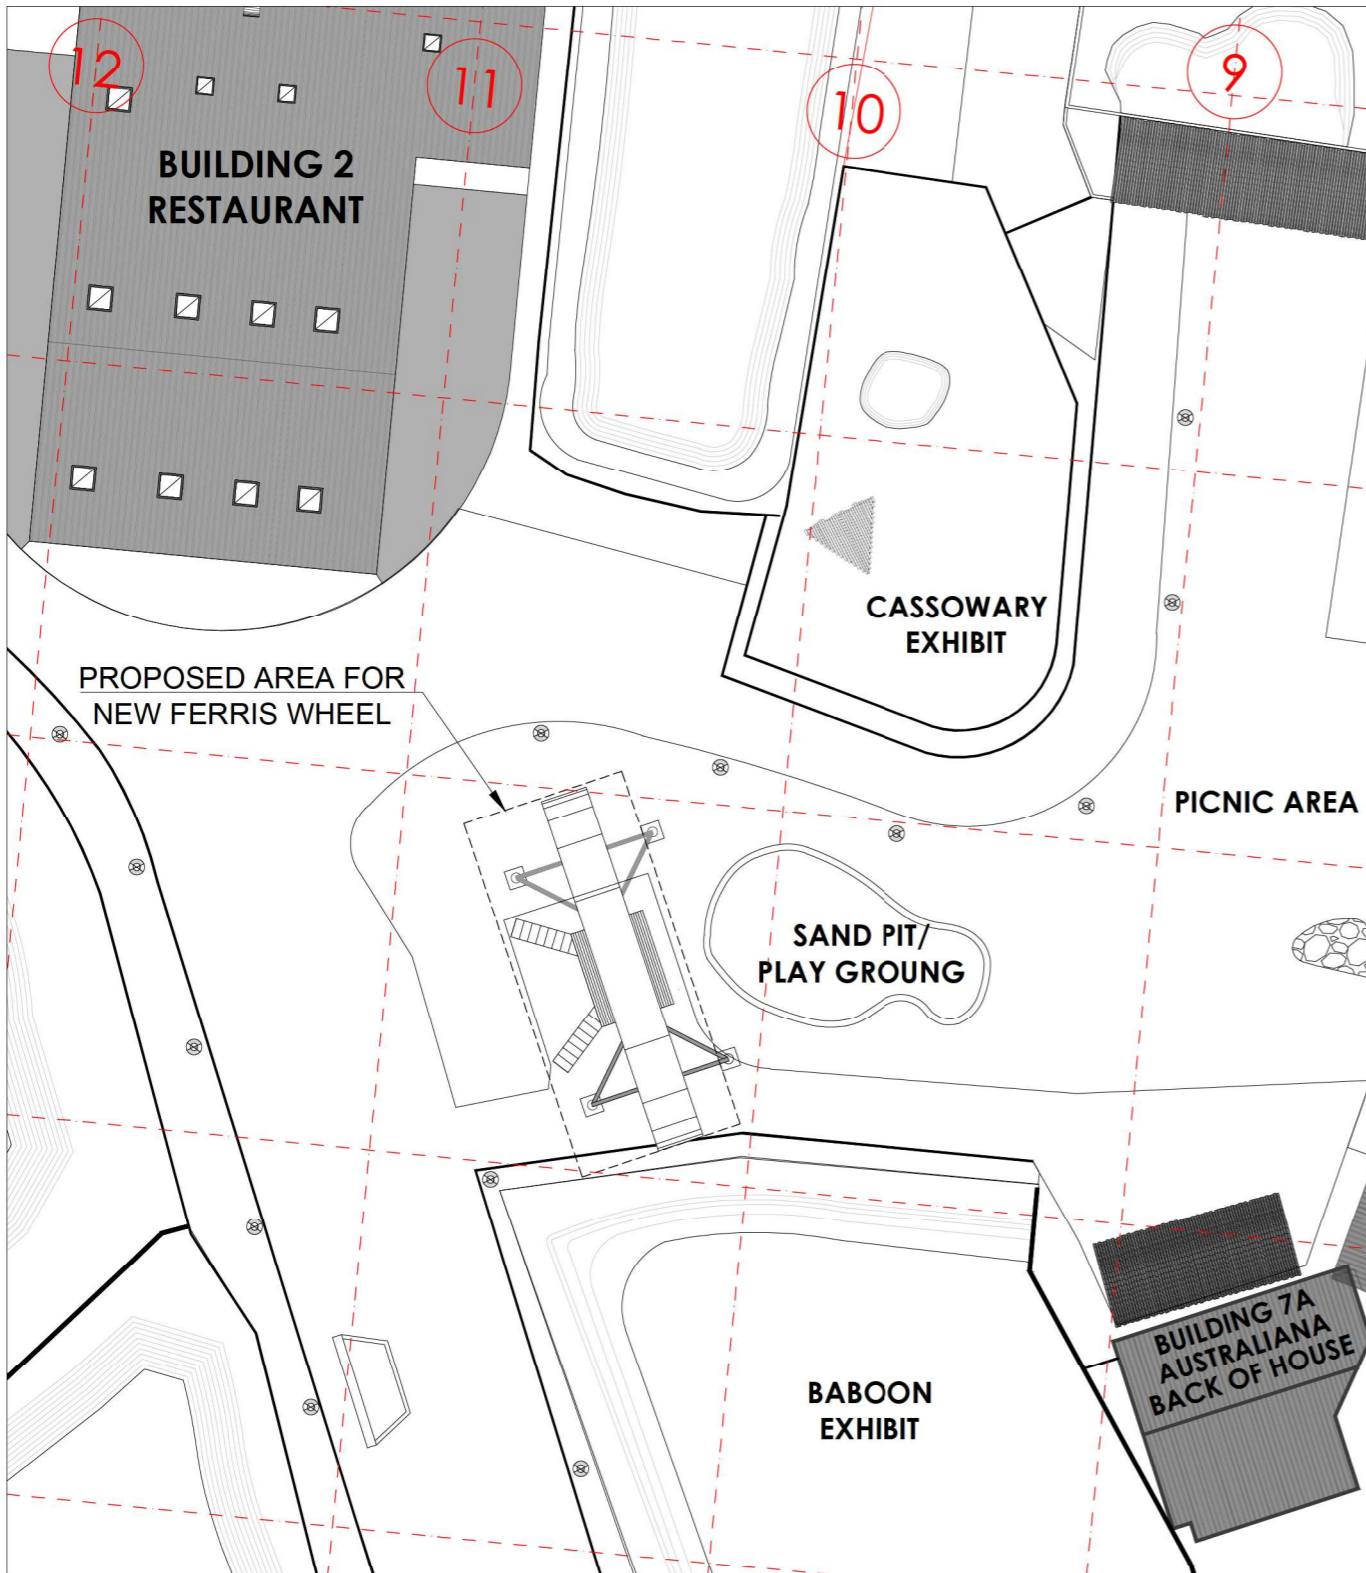 12
11
10
9
BUILDING 2
RESTAURANT
CASSOWARY
EXHIBIT
PROPOSED AREA FOR
NEW FERRIS WHEEL
PICNIC AREA
SAND PIT/
PLAY GROUNG
BUILDING 7A
AUSTRALIANA
BACK OF HOUSE
BABOON
EXHIBIT